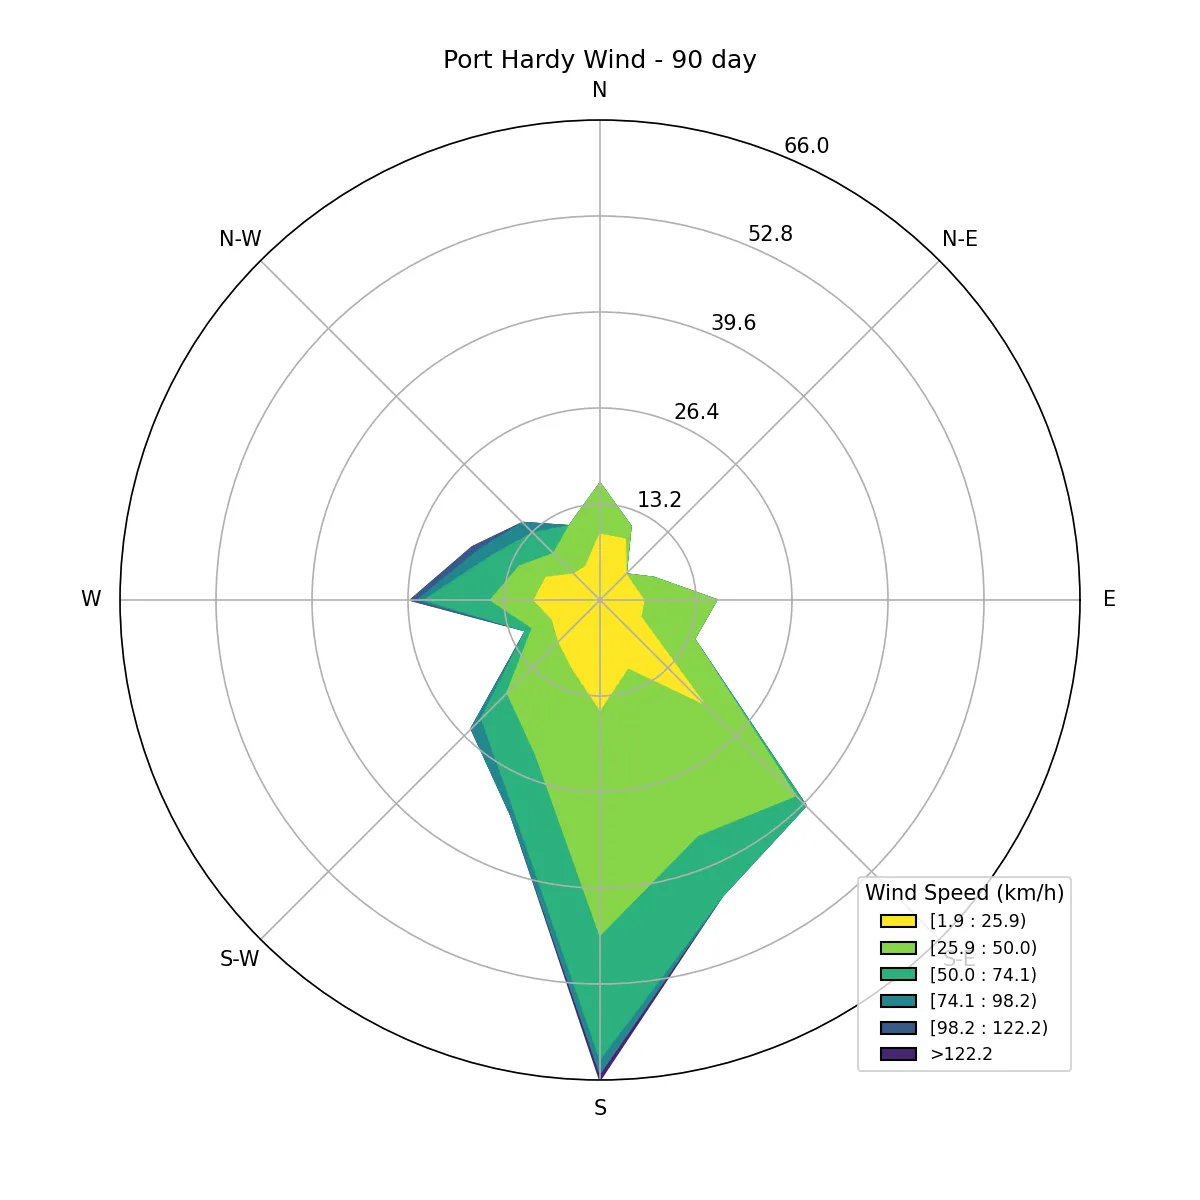 Port Hardy Wind - 90 day
N
66.0
52.8
N-W
N-E
39.6
26.4
13.2
W
E
S-W
S-E
S
Wind Speed (km/h)
[1.9 : 25.9)
[25.9 : 50.0)
[50.0 : 74.1)
[74.1 : 98.2)
[98.2 : 122.2)
>122.2